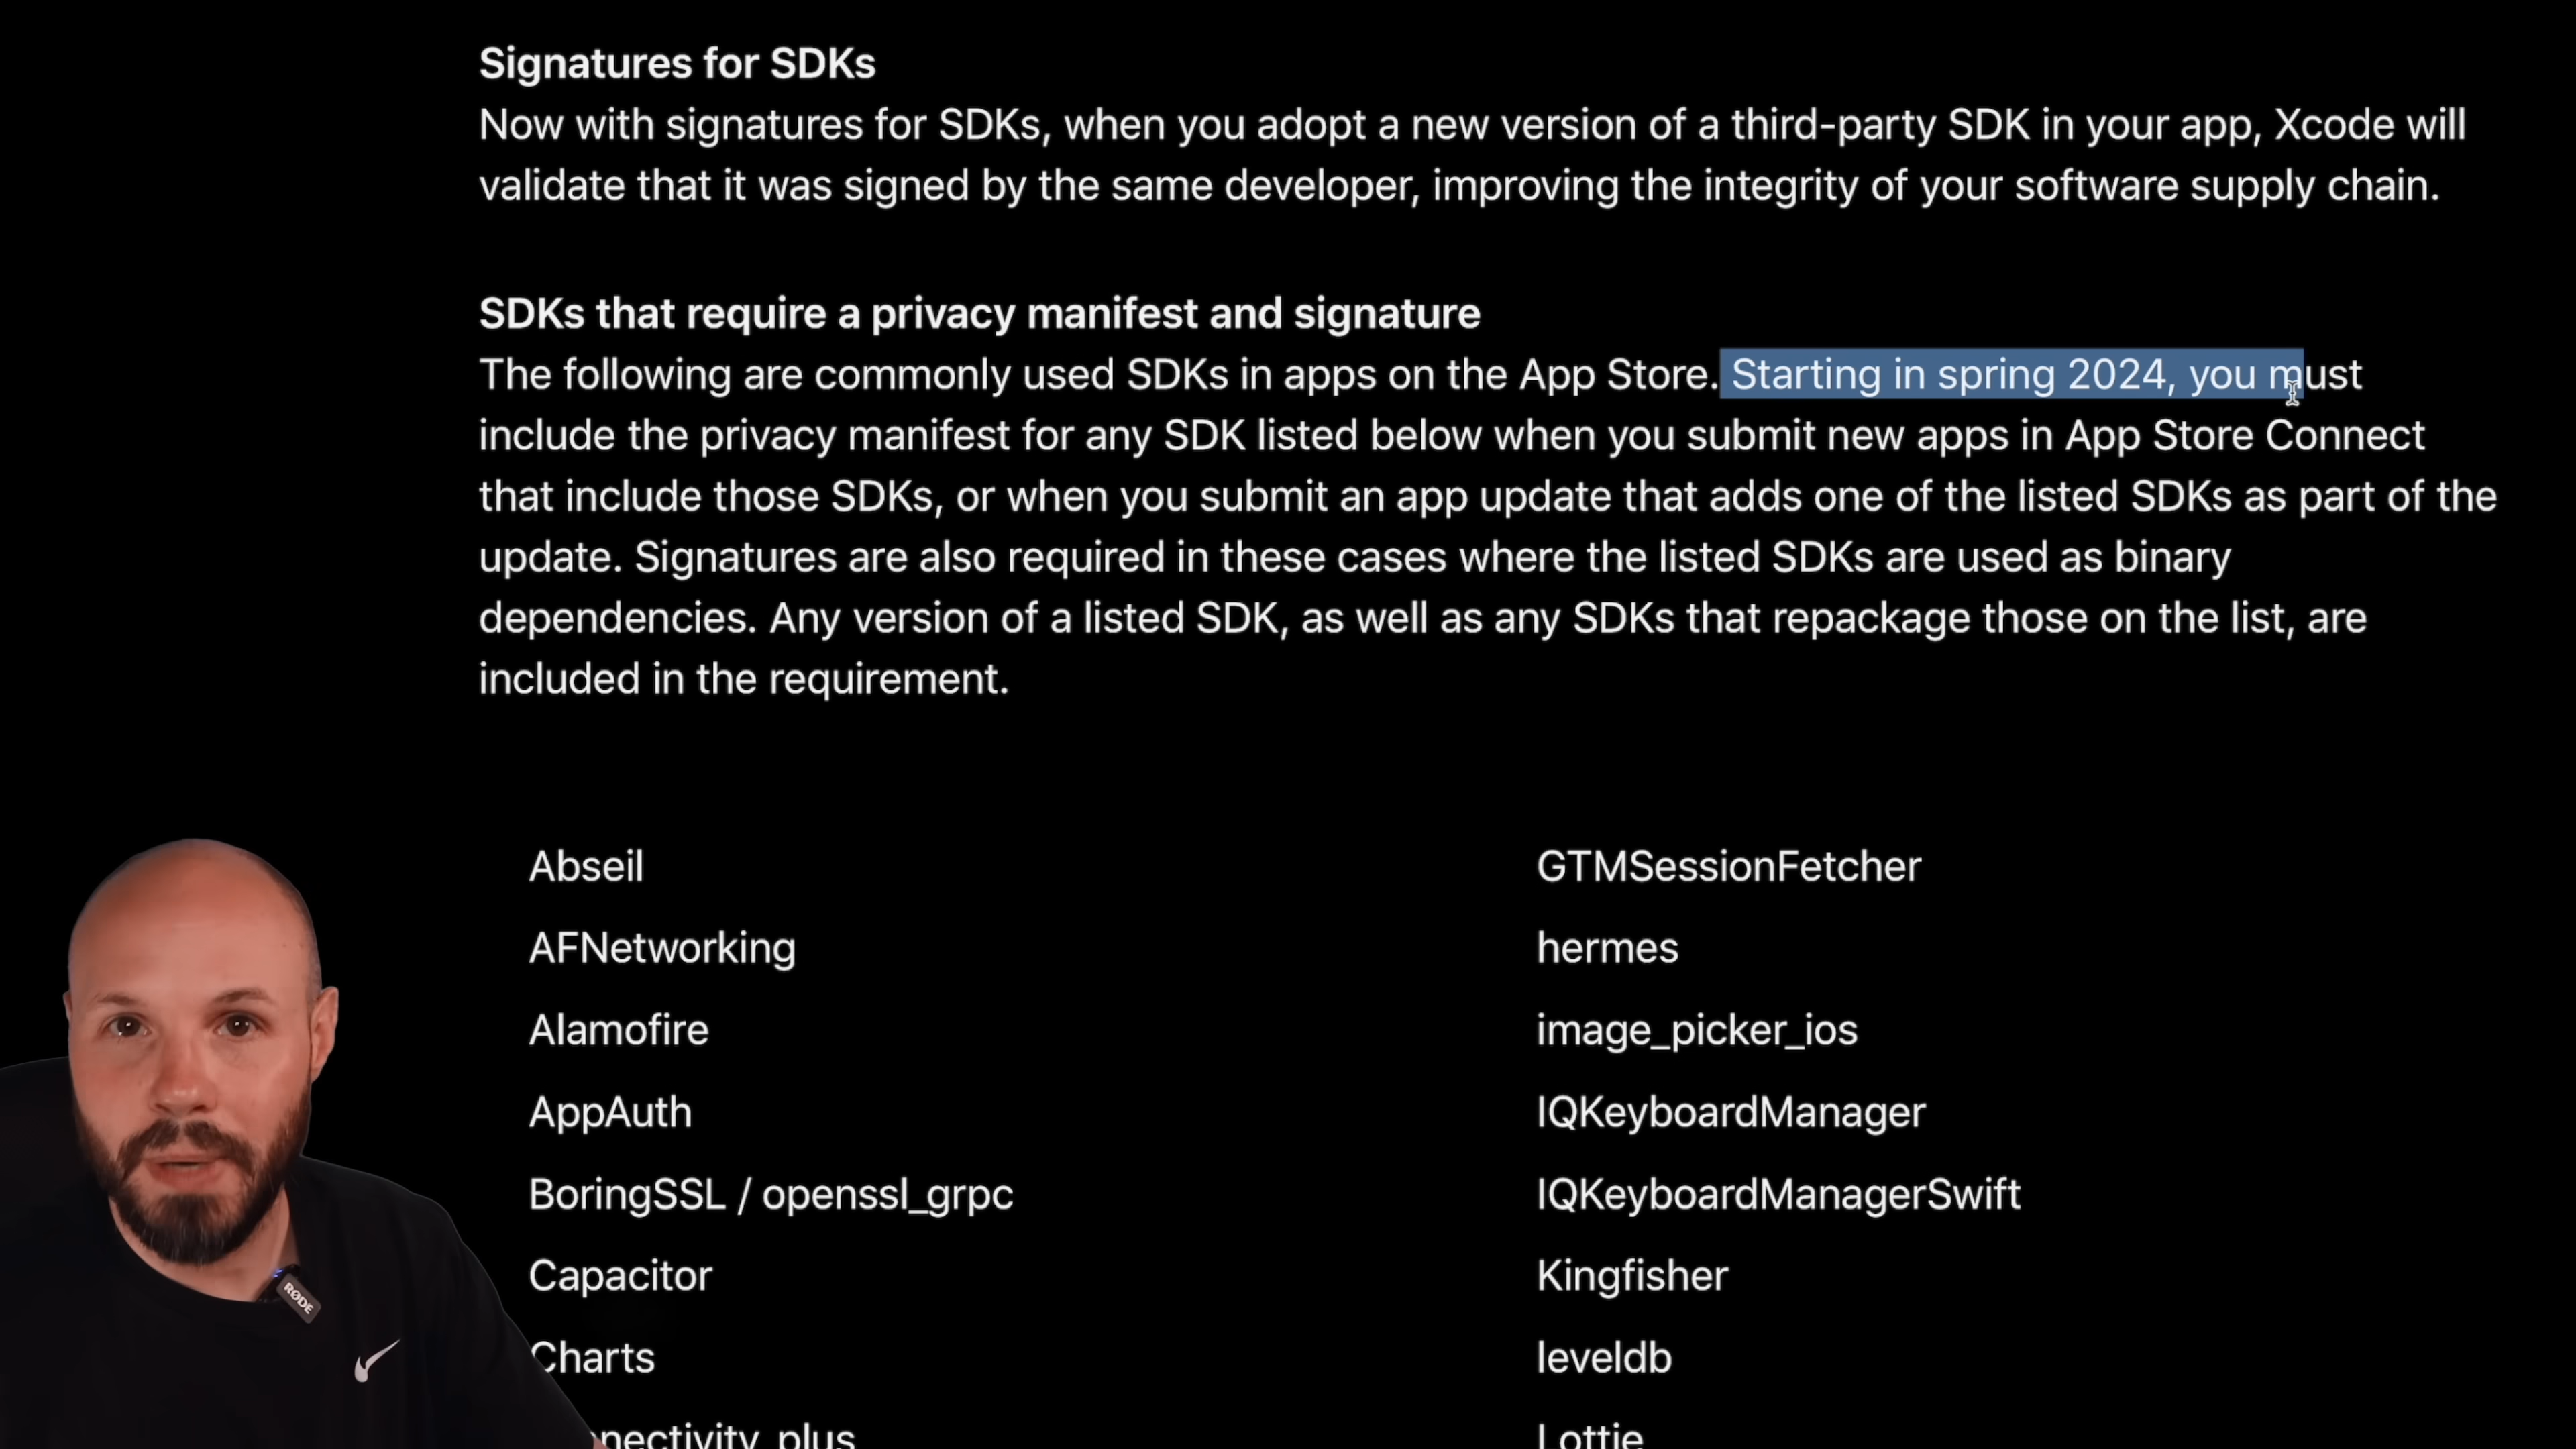 Signatures for SDKs
Now with signatures for SDKs, when you adopt a new version of a third-party SDK in your app, Xcode will
validate that it was signed by the same developer, improving the integrity of your software supply chain.
SDKs that require a privacy manifest and signature
The following are commonly used SDKs in apps on the App Store. Starting in spring 2024, you must
include the privacy manifest for any SDK listed below when you submit new apps in App Store Connect
that include those SDKs, or when you submit an app update that adds one of the listed SDKs as part of the
update. Signatures are also required in these cases where the listed SDKs are used as binary
dependencies. Any version of a listed SDK, as well as any SDKs that repackage those on the list, are
included in the requirement.
Abseil
AFNetworking
Alamofire
AppAuth
BoringSSL / openssl_grpc
Capacitor
Charts
nnectivity_plus
GTMSessionFetcher
hermes
image_picker_ios
IQKeyboardManager
IQKeyboardManagerSwift
Kingfisher
leveldb
Lottie
RØDE